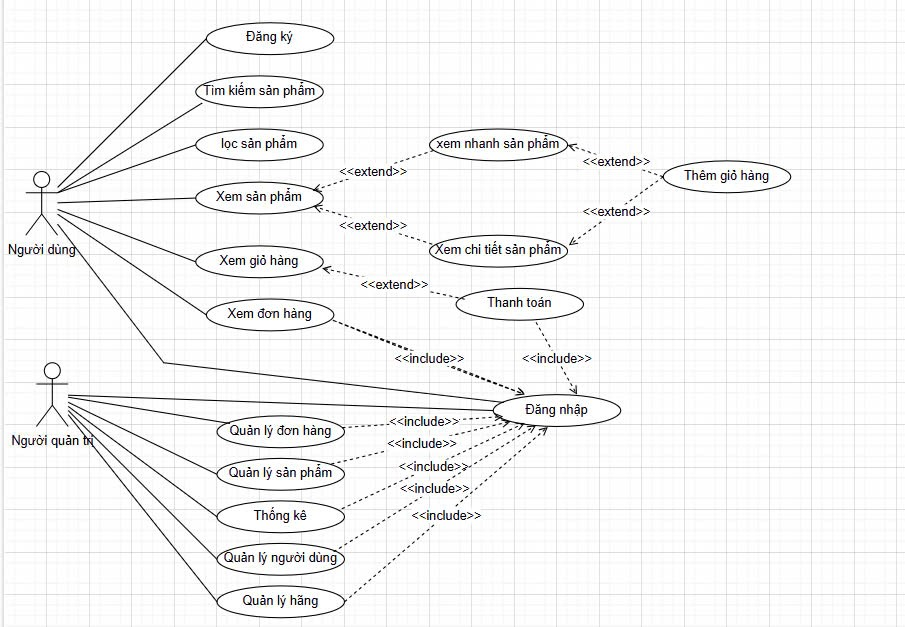 Đăng ký
Tìm kiếm sản phẩm
lọc sản phẩm
xem nhanh sản phẩm
<<extend>>
<<extend>>
Thêm giỏ hàng
Xem sản phẩm
<<extend>>
<<extend>>
Người dùng
Xem chi tiết sản phẩm
Xem giỏ hàng
<<extend>>
Thanh toán
Xem đơn hàng
<<include>>
<<include>>
Đăng nhập
Người quản trị
Quản lý đơn hàng
<<include>>
<<include>>
Quản lý sản phẩm
<<include>>
<<include>>
Thống kê
<<include>>
Quản lý người dùng
Quản lý hãng